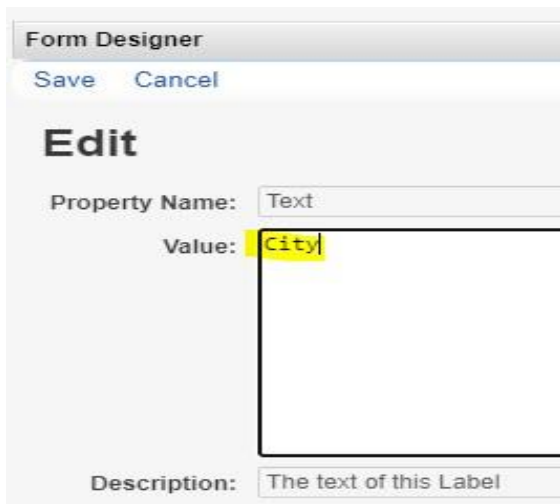 Form Designer
Save Cancel
Edit
Property Name: Text
Value: City
Description: The text of this Label